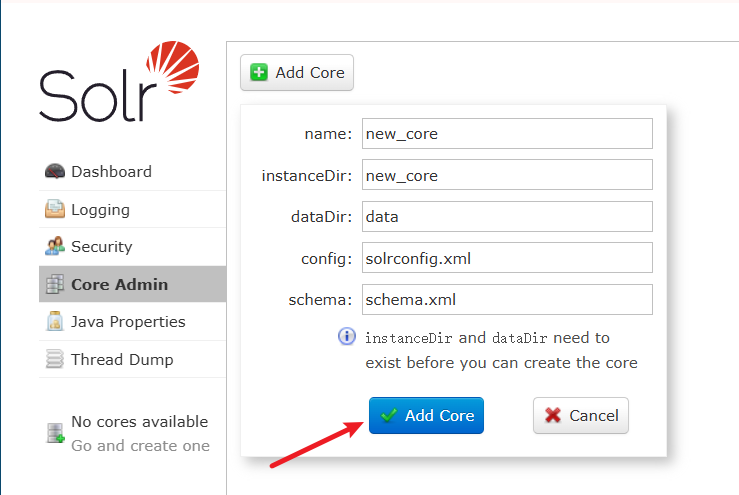 Solr
Dashboard
Logging
Security
Core Admin
Java Properties
Thread Dump
No cores available
Go and create one
Add Core
name: new_core
instanceDir: new_core
dataDir: data
config: solrconfig.xml
schema: schema.xml
instanceDir and dataDir need to
exist before you can create the core
Add Core Cancel